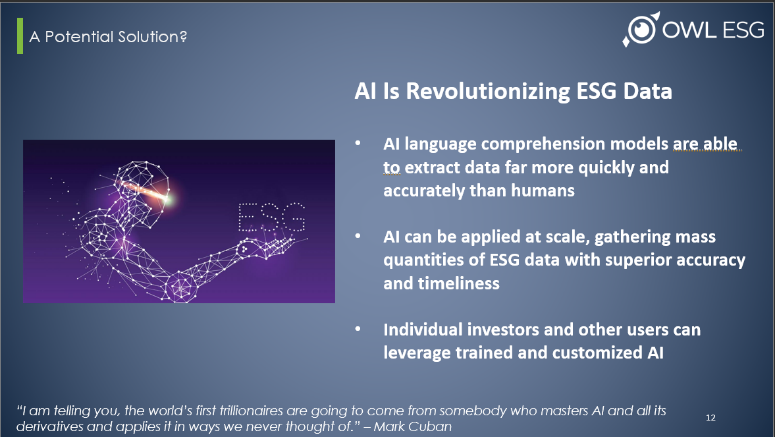 A Potential Solution?
OWL ESG
AI Is Revolutionizing ESG Data
ESG
• AI language comprehension models are able
to extract data far more quickly and
accurately than humans
• AI can be applied at scale, gathering mass
quantities of ESG data with superior accuracy
and timeliness
• Individual investors and other users can
leverage trained and customized AI
"I am telling you, the world's first trillionaires are going to come from somebody who masters AI and all its
derivatives and applies it in ways we never thought of." – Mark Cuban
12